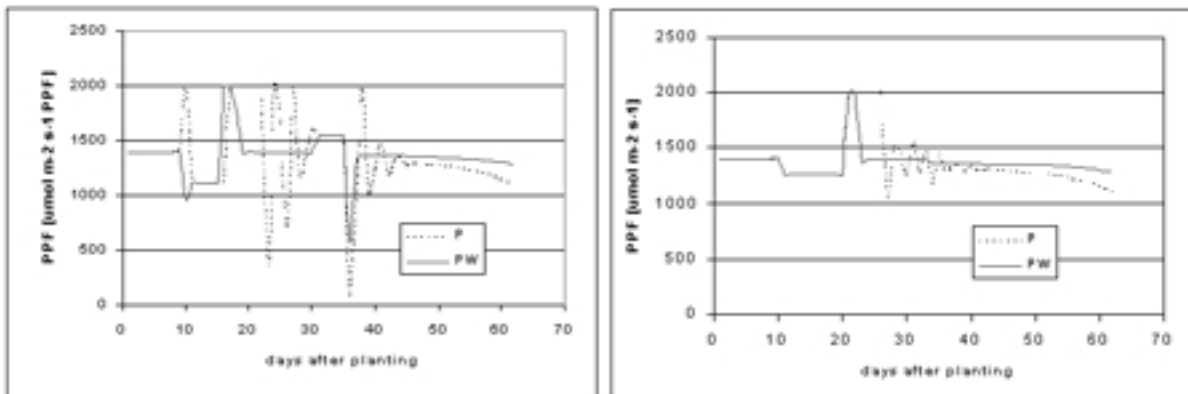 2500
2000
1500
1000
500
0
PPF [umol m-2 s-1 PPF]
P
PW
0 10 20 30 40 50 60 70
days after planting
2500
2000
1500
1000
500
0
PPF [umol m-2 s-1]
P
PW
0 10 20 30 40 50 60 70
days after planting